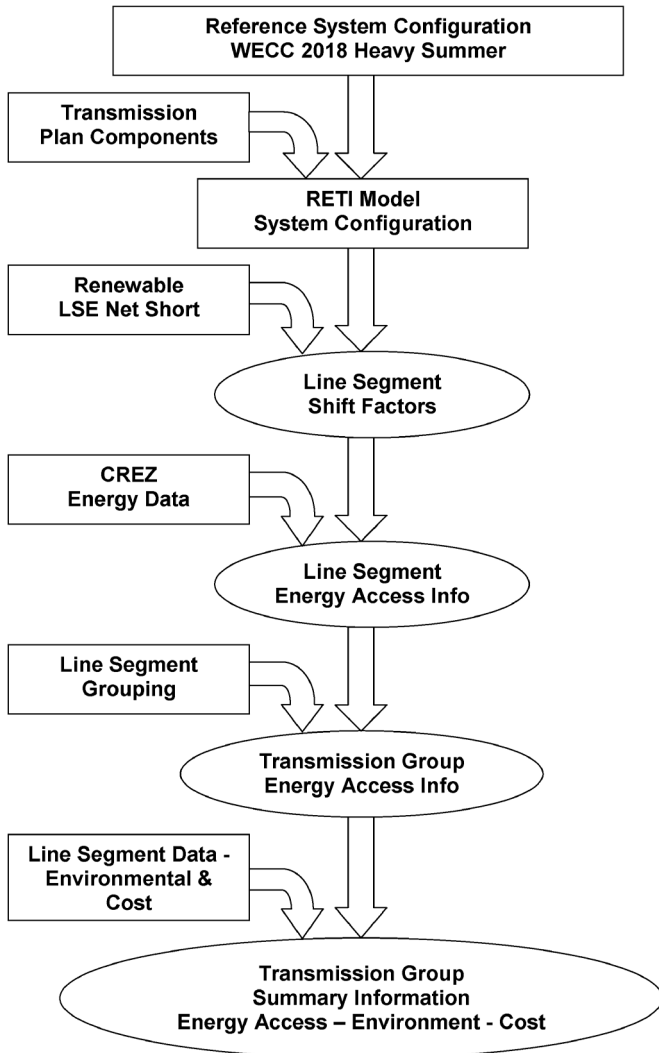 Reference System Configuration
WECC 2018 Heavy Summer
Transmission
Plan Components
RETI Model
System Configuration
Renewable
LSE Net Short
Line Segment
Shift Factors
CREZ
Energy Data
Line Segment
Energy Access Info
Line Segment
Grouping
Transmission Group
Energy Access Info
Line Segment Data -
Environmental &
Cost
Transmission Group
Summary Information
Energy Access – Environment - Cost